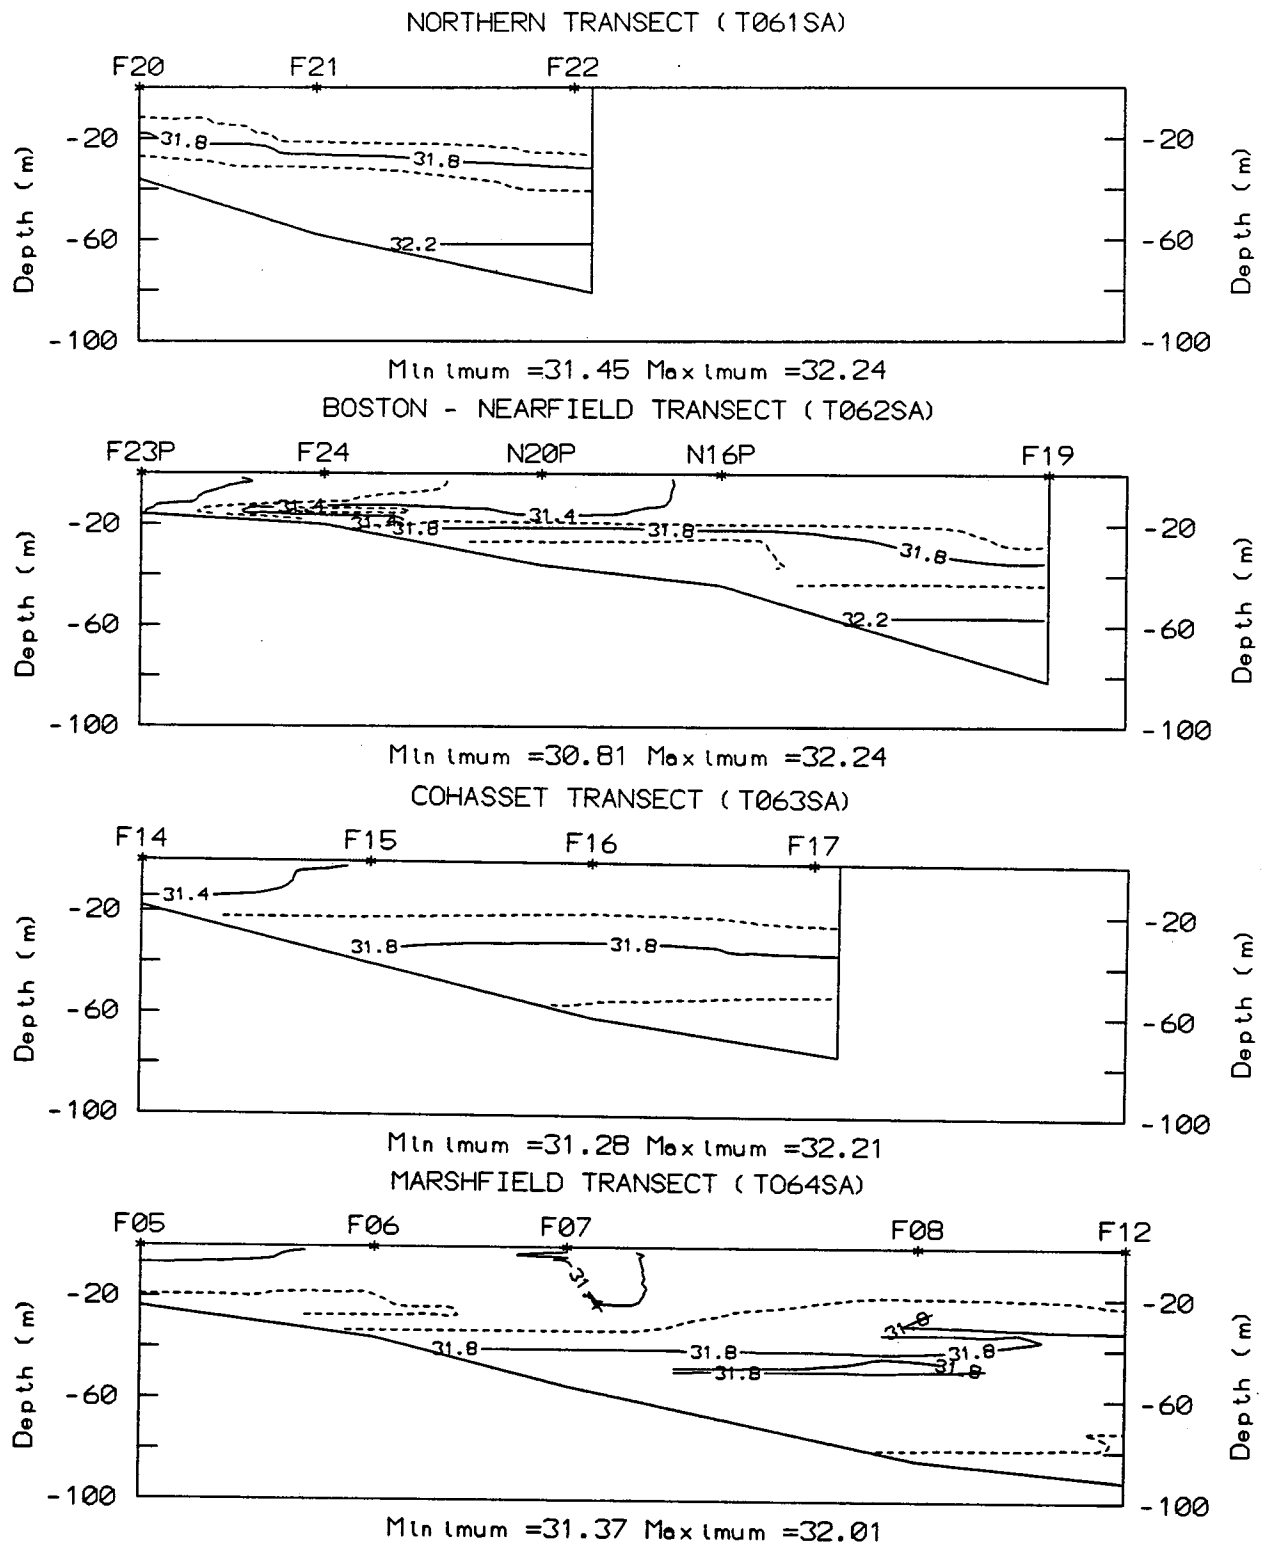 NORTHERN TRANSECT (T061SA)
F20 F21 F22
-20 31.8 31.8 -20
Depth (m) Depth (m)
-60 32.2 -60
-100 -100
Minimum =31.45 Maximum =32.24
BOSTON - NEARFIELD TRANSECT (T062SA)
F23P F24 N20P N16P F19
31.4 31.4
-20 31.4 31.8 31.8 31.8 -20
Depth (m) Depth (m)
-60 32.2 -60
-100 -100
Minimum =30.81 Maximum =32.24
COHASSET TRANSECT (T063SA)
F14 F15 F16 F17
31.4
-20 -20
31.8 31.8
Depth (m) Depth (m)
-60 -60
-100 -100
Minimum =31.28 Maximum =32.21
MARSHFIELD TRANSECT (T064SA)
F05 F06 F07 F08 F12
31.
-20 -20
31.8
31.8 31.8 31.8
31.8 31.8
Depth (m) Depth (m)
-60 -60
-100 -100
Minimum =31.37 Maximum =32.01